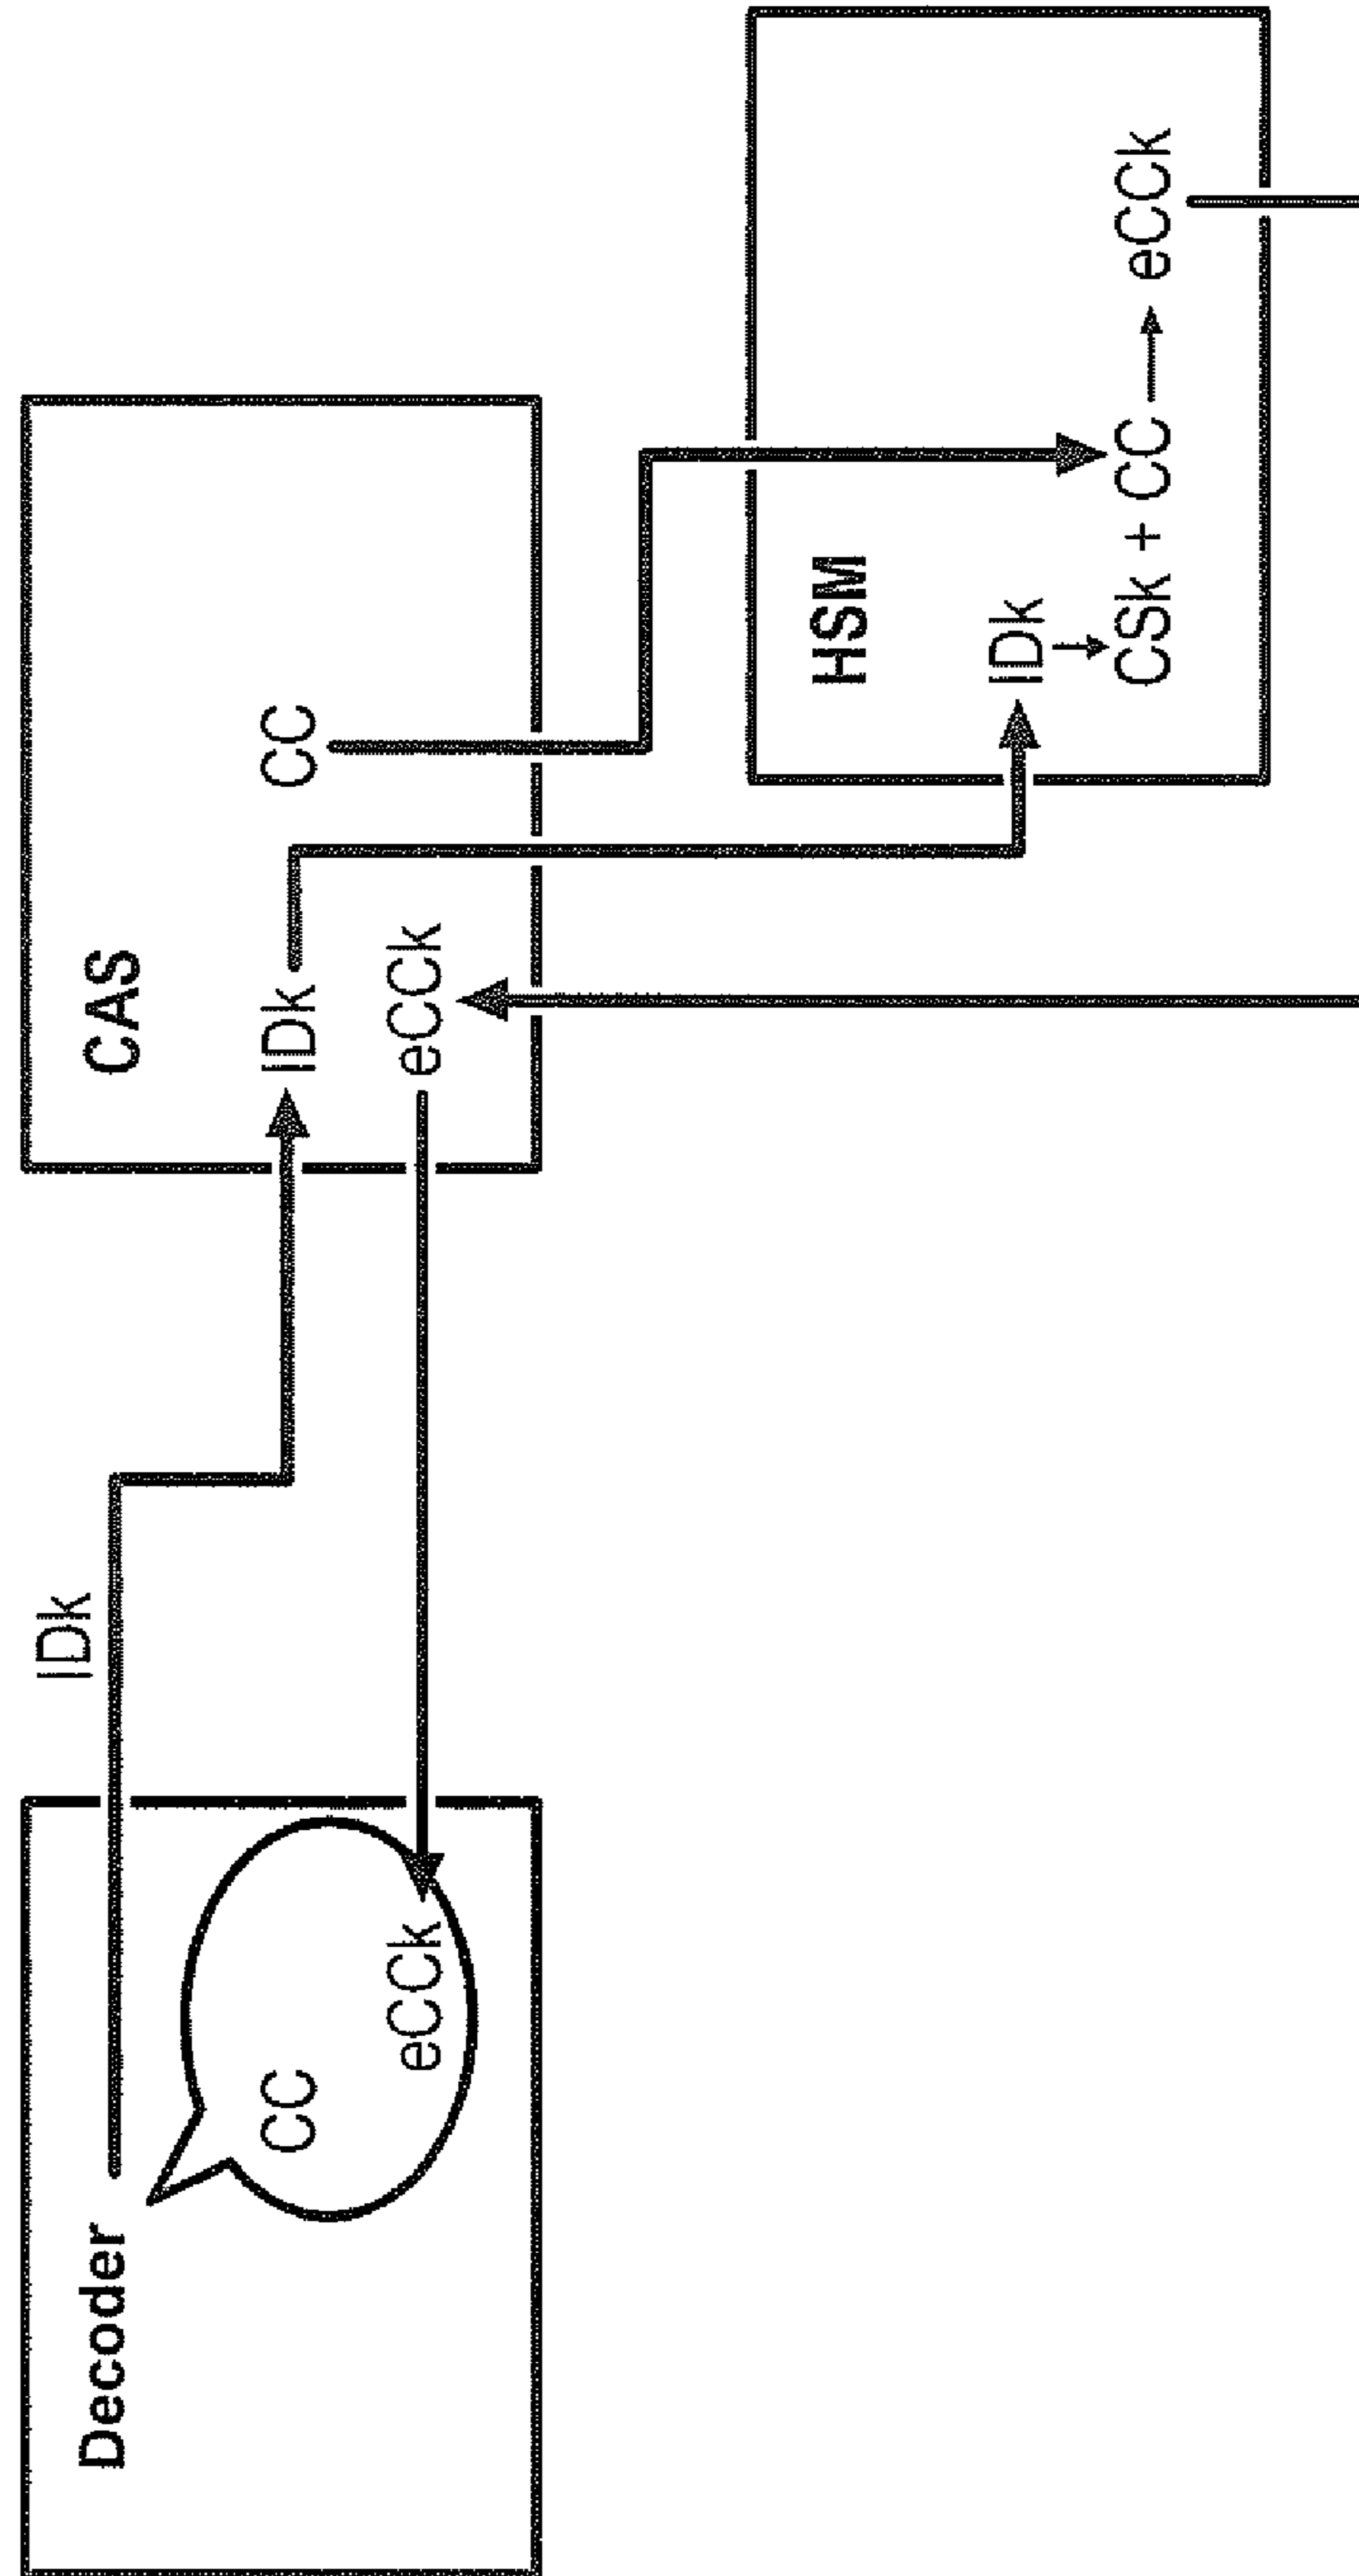 Decoder
CC
eCCk
IDk
CAS
IDk
CC
eCCk
HSM
IDk
CSk + CC eCCk